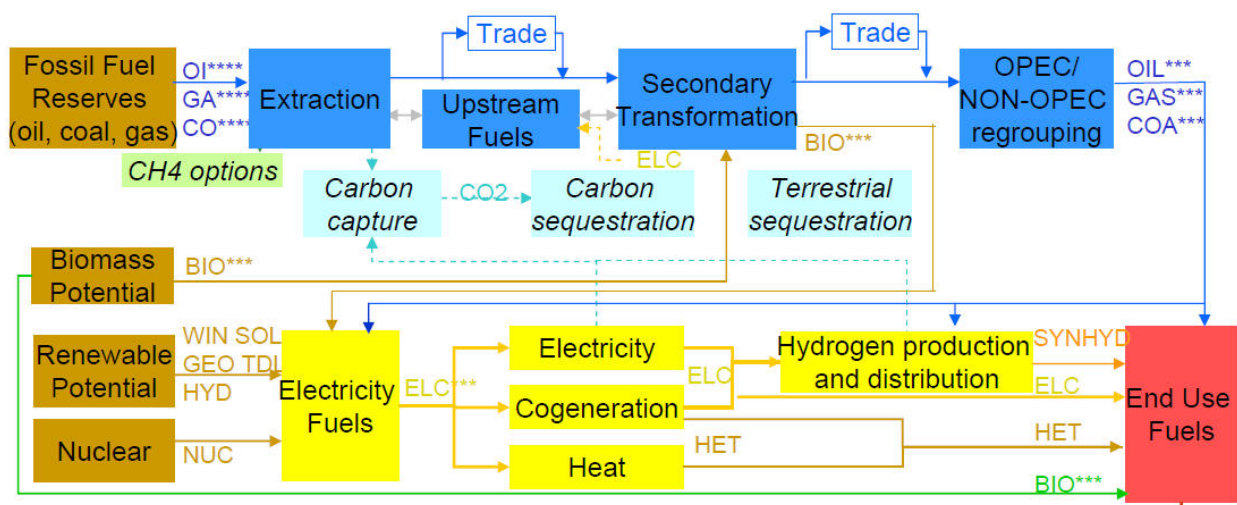 Trade
Trade
Fossil Fuel
Reserves
(oil, coal, gas)
OI****
GA****
CO****
Extraction
Upstream
Fuels
Secondary
Transformation
OPEC/
NON-OPEC
regrouping
OIL***
GAS***
COA***
CH4 options
ELC
BIO***
Carbon
capture
CO2
Carbon
sequestration
Terrestrial
sequestration
Biomass
Potential
BIO***
Renewable
Potential
WIN SOL
GEO TDL
HYD
Nuclear
NUC
Electricity
Fuels
ELC***
Electricity
Cogeneration
Heat
ELC
HET
Hydrogen production
and distribution
SYNHYD
ELC
HET
BIO***
End Use
Fuels